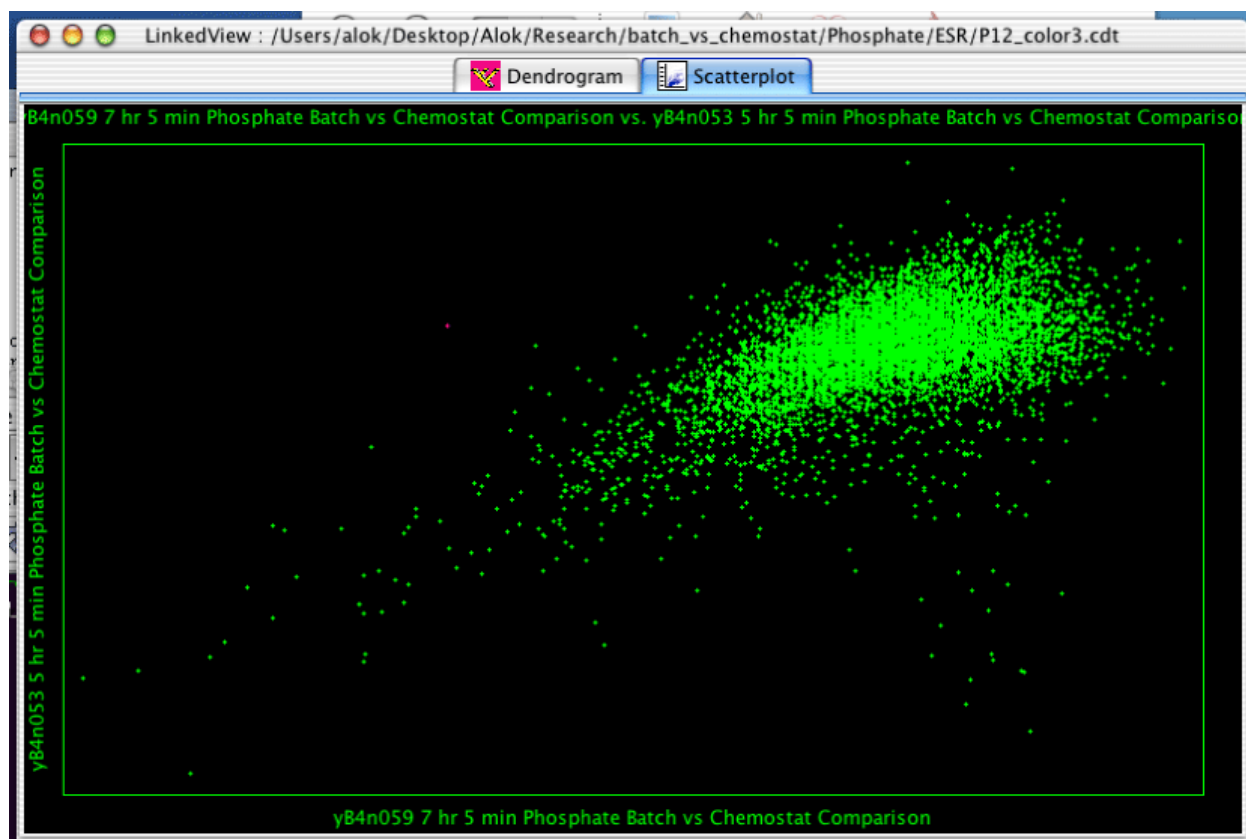 LinkedView : /Users/alok/Desktop/Alok/Research/batch_vs_chemostat/Phosphate/ESR/P12_color3.cdt
Dendrogram
Scatterplot
yB4n059 7 hr 5 min Phosphate Batch vs Chemostat Comparison vs. yB4n053 5 hr 5 min Phosphate Batch vs Chemostat Comparison
yB4n053 5 hr 5 min Phosphate Batch vs Chemostat Comparison
yB4n059 7 hr 5 min Phosphate Batch vs Chemostat Comparison